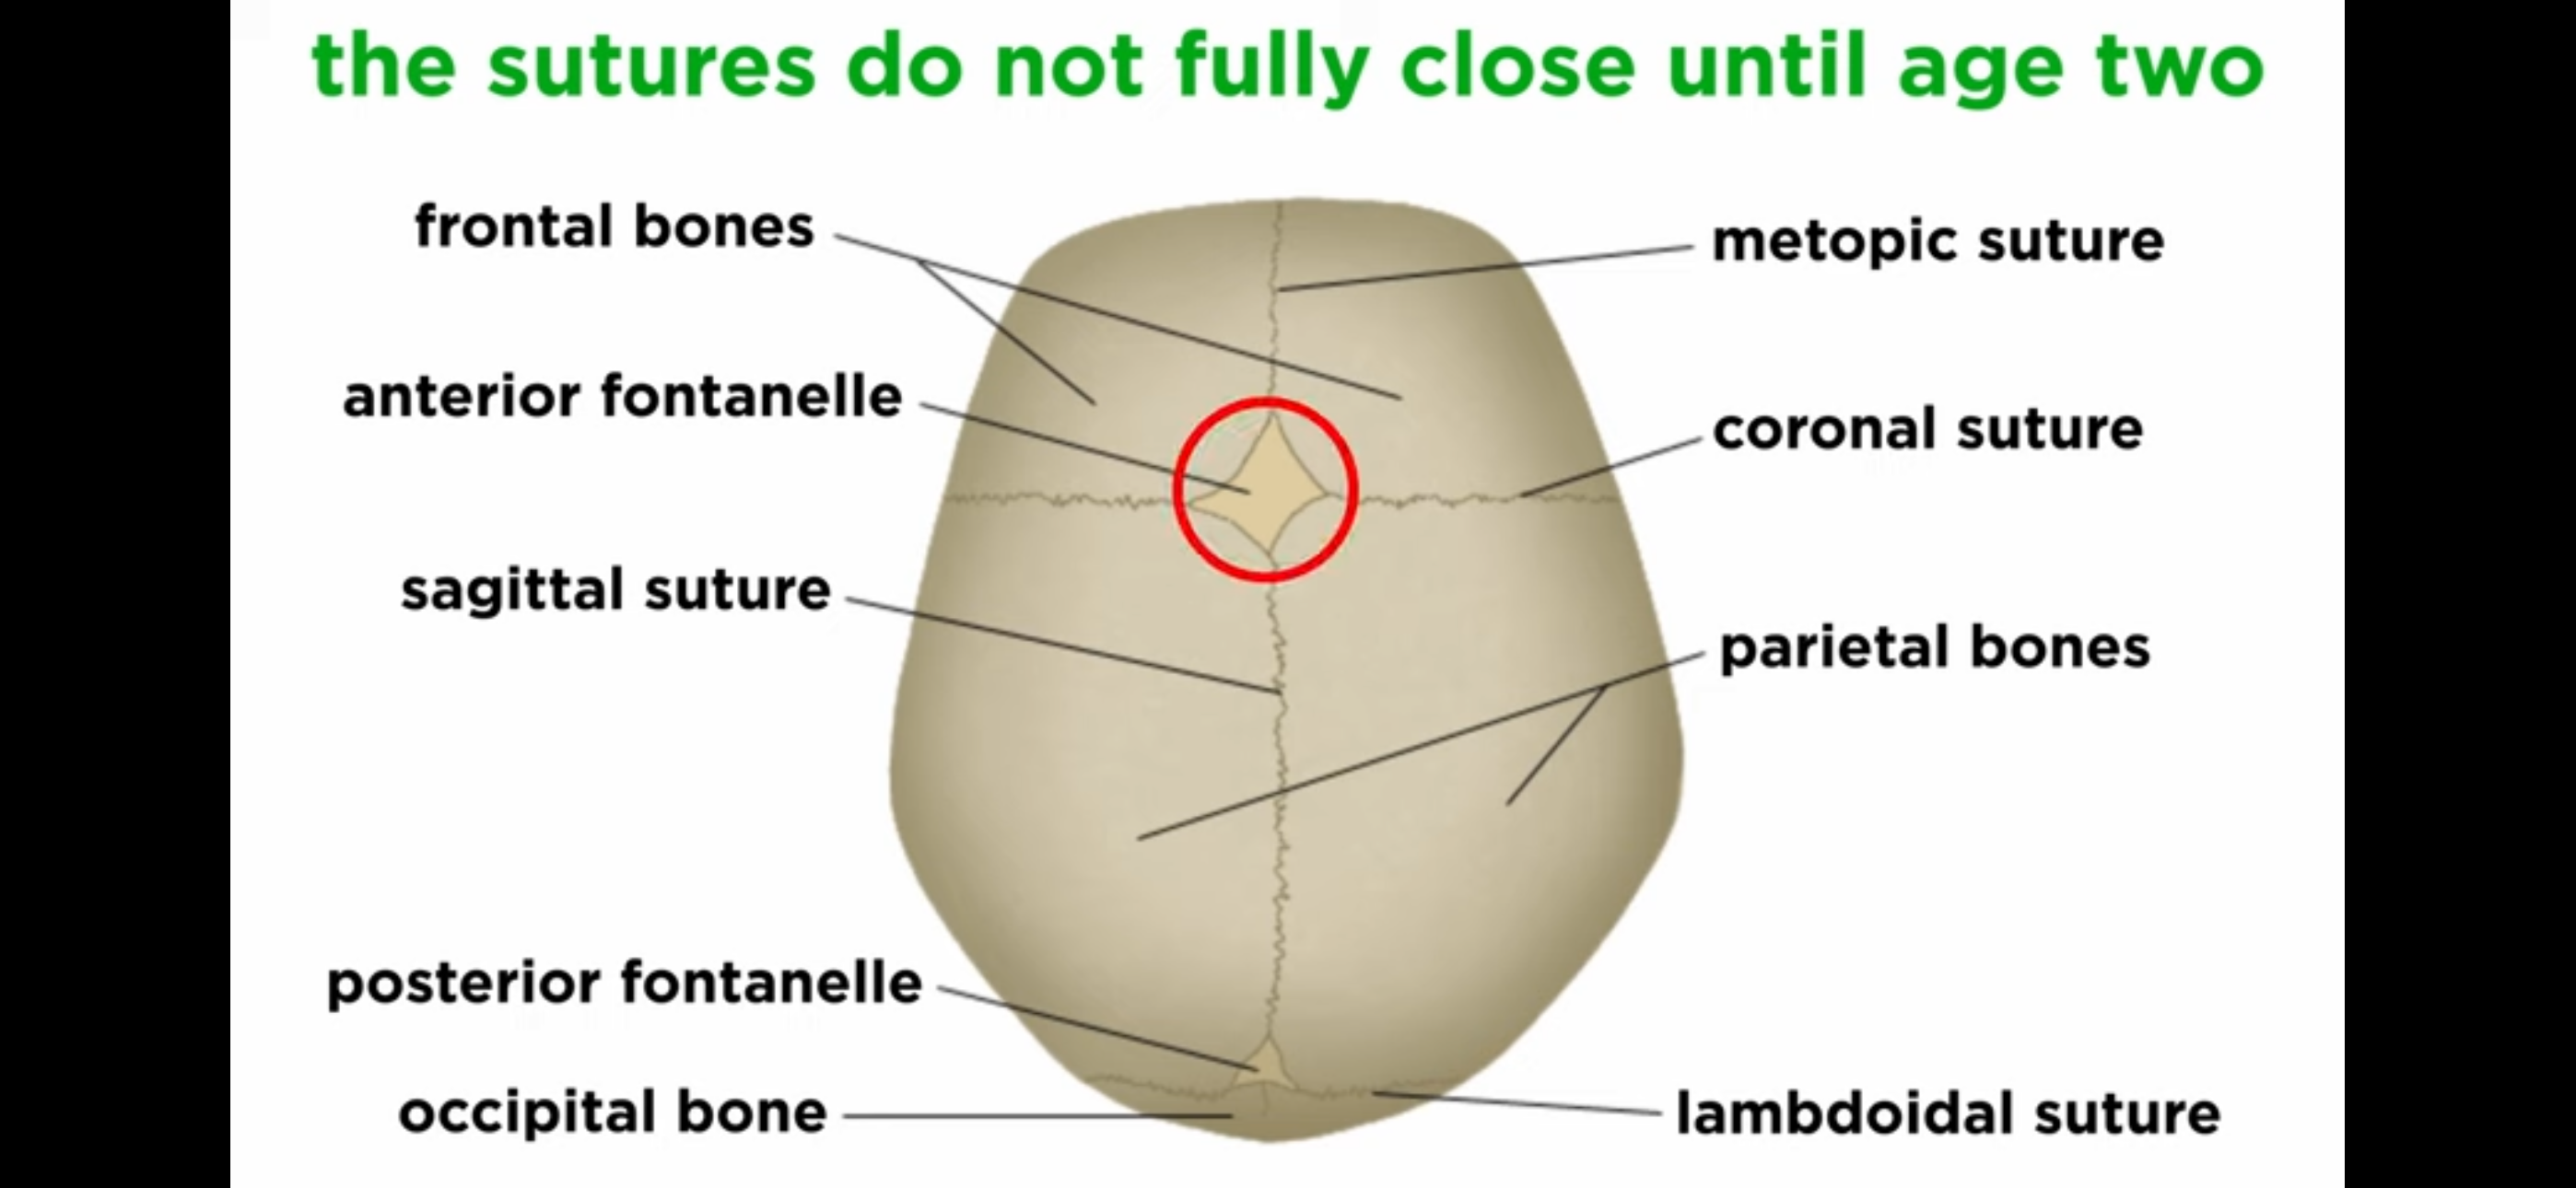 the sutures do not fully close until age two
frontal bones
metopic suture
anterior fontanelle
coronal suture
sagittal suture
parietal bones
posterior fontanelle
occipital bone
lambdoidal suture